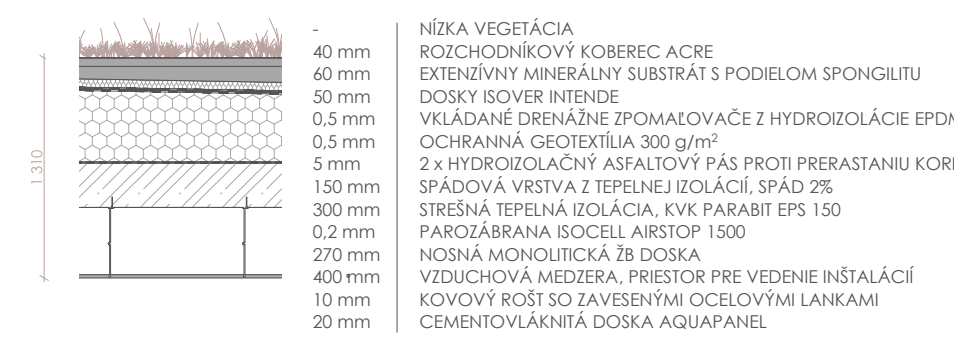 1 310
- NÍZKA VEGETÁCIA
40 mm ROZCHODNÍKOVÝ KOBEREC ACRE
60 mm EXTENZÍVNY MINERÁLNY SUBSTRÁT S PODIELOM SPONGILITU
50 mm DOSKY ISOVER INTENDE
0,5 mm VKLÁDANÉ DRENÁŽNE ZPOMAĽOVAČE Z HYDROIZOLÁCIE EPDM
0,5 mm OCHRANNÁ GEOTEXTÍLIA 300 g/m²
5 mm 2 x HYDROIZOLAČNÝ ASFALTOVÝ PÁS PROTI PRERASTANIU
150 mm SPÁDOVÁ VRSTVA Z TEPELNEJ IZOLÁCIÍ, SPÁD 2%
300 mm STREŠNÁ TEPELNÁ IZOLÁCIA, KVK PARABIT EPS 150
0,2 mm PAROZÁBRANA ISOCELL AIRSTOP 1500
270 mm NOSNÁ MONOLITICKÁ ŽB DOSKA
400 mm VZDUCHOVÁ MEDZERA, PRIESTOR PRE VEDENIE INŠTALÁCIÍ
10 mm KOVOVÝ ROŠT SO ZAVESENÝMI OCELOVÝMI LANKAMI
20 mm CEMENTOVLÁKNITÁ DOSKA AQUAPANEL